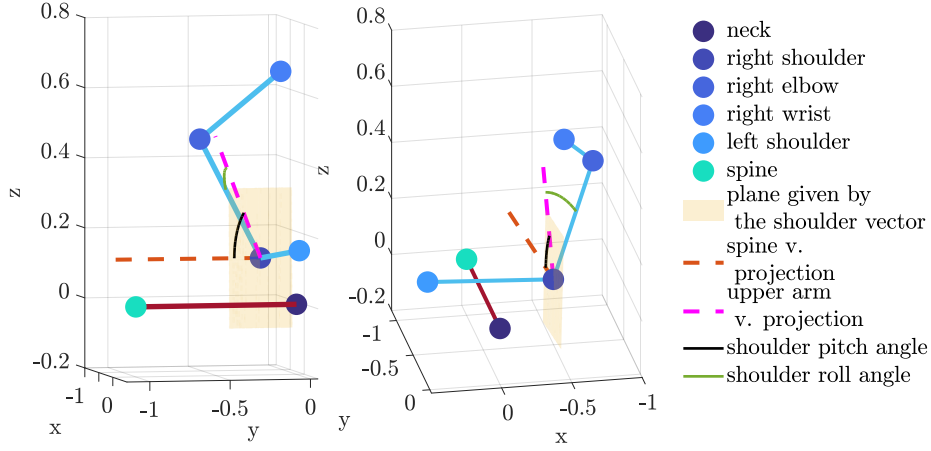 0.8
0.6
0.4
0.2
0
-0.2
z
-1
0
x
-1
-0.5
0
y
0.8
0.6
0.4
0.2
0
-0.2
z
-1
-0.5
0
y
0
-0.5
-1
x
neck
right shoulder
right elbow
right wrist
left shoulder
spine
plane given by
the shoulder vector
spine v.
projection
upper arm
v. projection
shoulder pitch angle
shoulder roll angle